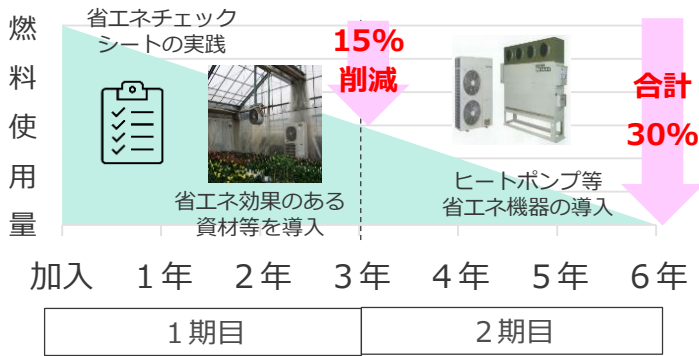 燃料使用量
省エネチェック
シートの実践
15%
削減
合計
30%
省エネ効果のある
資材等を導入
ヒートポンプ等
省エネ機器の導入
加入 １年 ２年 ３年 ４年 ５年 ６年
１期目 ２期目